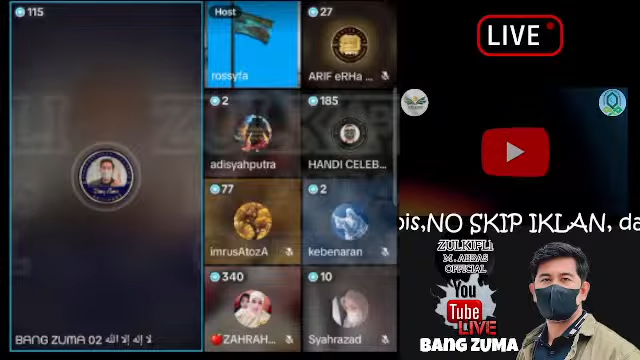 115
BANG ZUMA 02 لا إله إلا الله
Host
rossyfa
27
ARIF eRHa ...
2
adisyahputra
185
HANDI CELEB...
77
imrusAtozA
2
kebenaran
340
ZAHRAH...
10
Syahrazad
LIVE
bis,NO SKIP IKLAN, da
ZULKIFLI
M. ABBAS
OFFICIAL
You
Tube
LIVE
BANG ZUMA